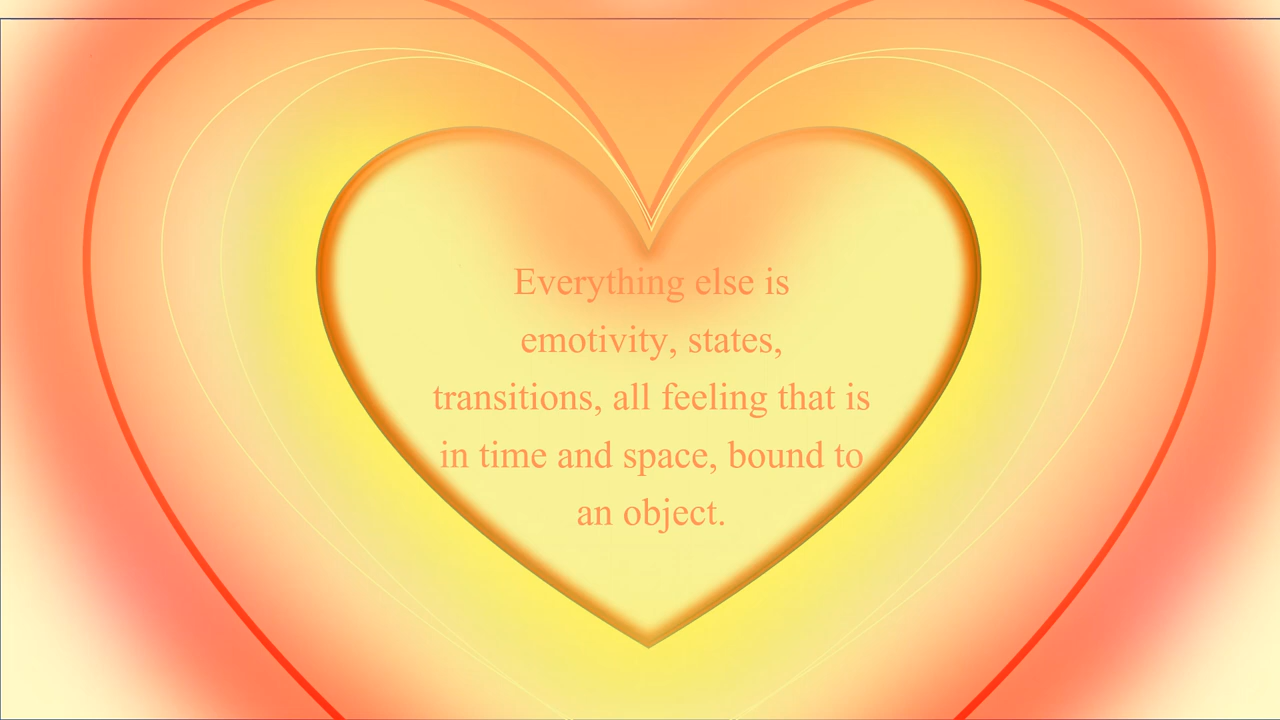 Everything else is
emotivity, states,
transitions, all feeling that is
in time and space, bound to
an object.